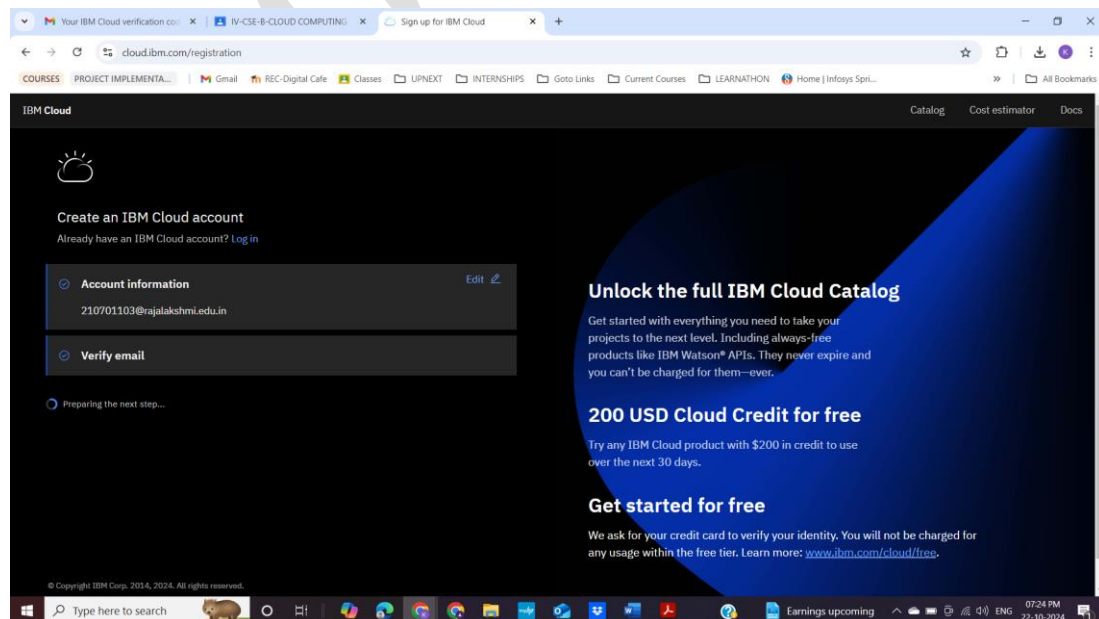 Your IBM Cloud verification cod
IV-CSE-B-CLOUD COMPUTING
Sign up for IBM Cloud
cloud.ibm.com/registration
K
COURSES
PROJECT IMPLEMENTA...
Gmail
REC-Digital Cafe
Classes
UPNEXT
INTERNSHIPS
Goto Links
Current Courses
LEARNATHON
Home | Infosys Spri...
»
All Bookmarks
IBM Cloud
Catalog
Cost estimator
Docs
Create an IBM Cloud account
Already have an IBM Cloud account? Log in
Account information
Edit
210701103@rajalakshmi.edu.in
Verify email
Preparing the next step...
Unlock the full IBM Cloud Catalog
Get started with everything you need to take your
projects to the next level. Including always-free
products like IBM Watson® APIs. They never expire and
you can't be charged for them—ever.
200 USD Cloud Credit for free
Try any IBM Cloud product with $200 in credit to use
over the next 30 days.
Get started for free
We ask for your credit card to verify your identity. You will not be charged for
any usage within the free tier. Learn more: www.ibm.com/cloud/free.
© Copyright IBM Corp. 2014, 2024. All rights reserved.
Type here to search
Earnings upcoming
ENG
07:24 PM
22-10-2024